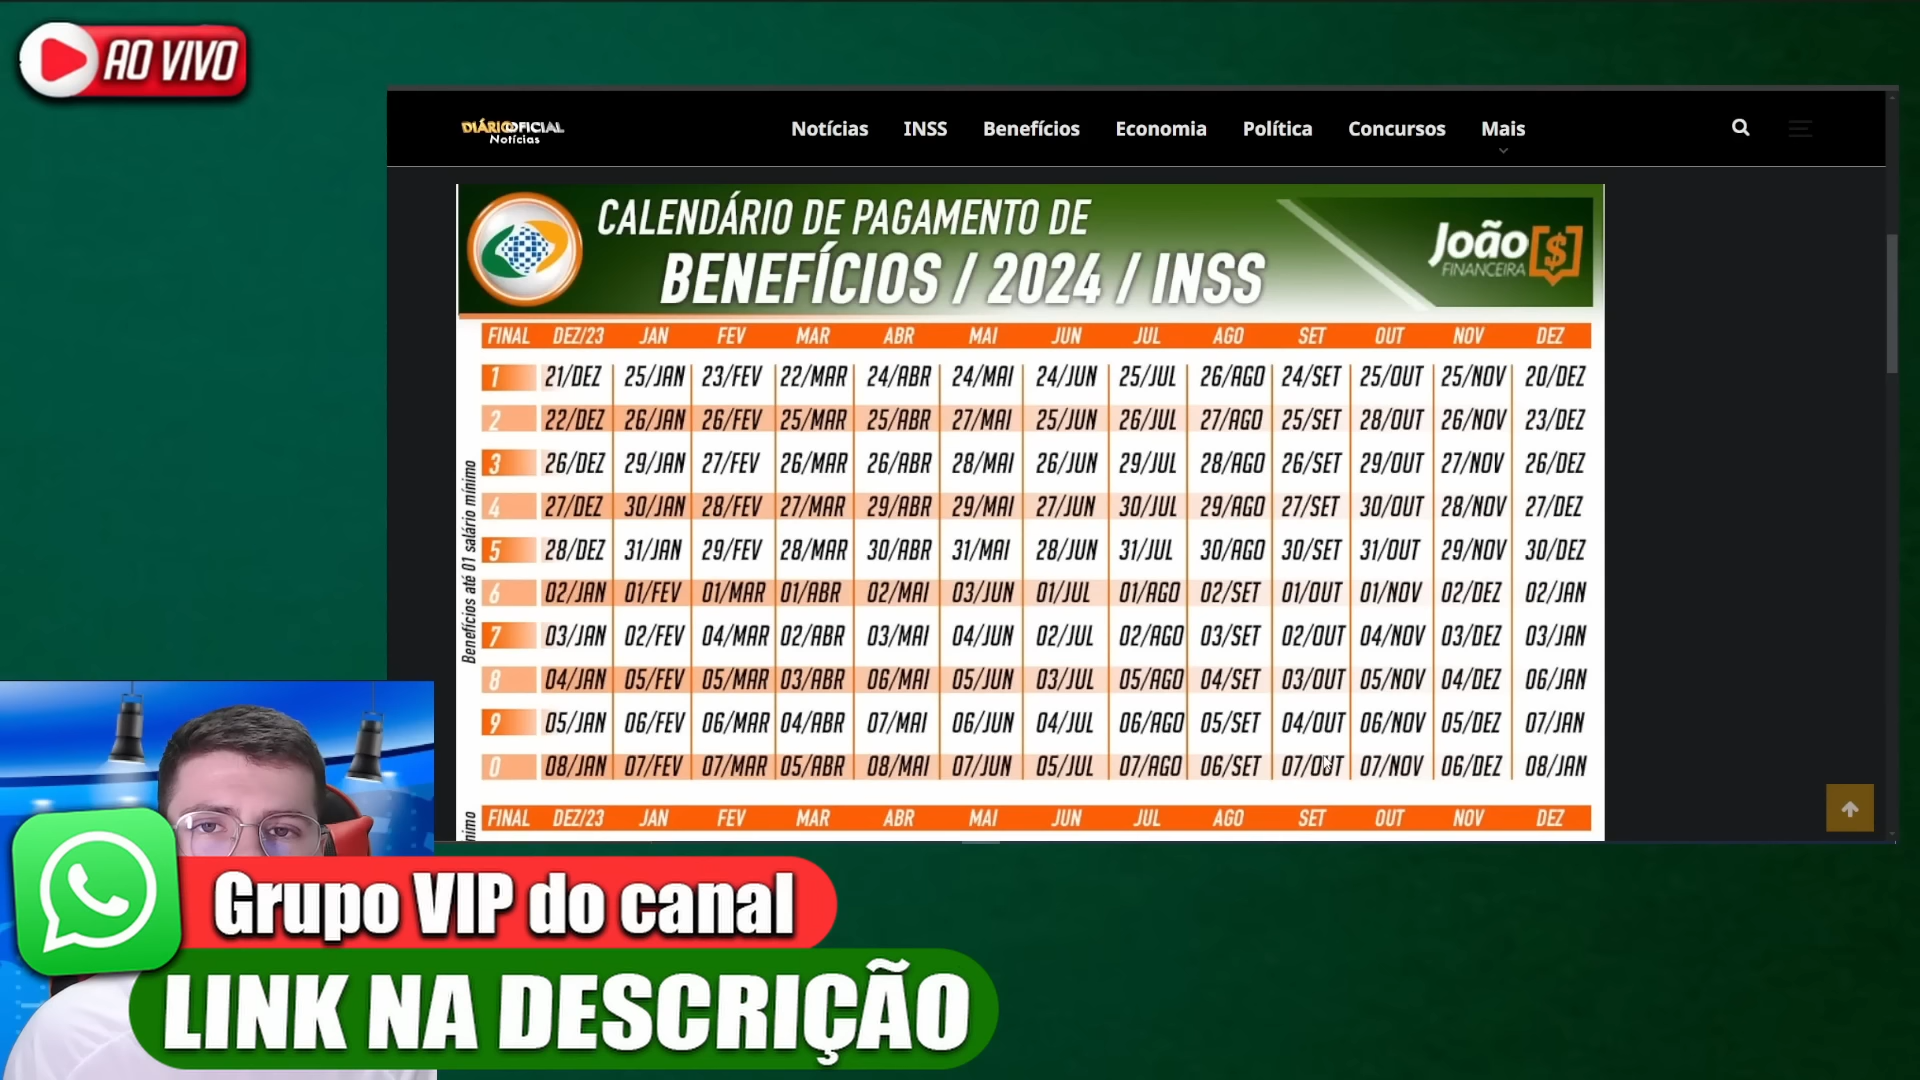 AO VIVO
DIÁRIO OFICIAL
Notícias
Notícias INSS Benefícios Economia Política Concursos Mais
CALENDÁRIO DE PAGAMENTO DE
BENEFÍCIOS / 2024 / INSS
João
FINANCEIRA
$
FINAL DEZ/23 JAN FEV MAR ABR MAI JUN JUL AGO SET OUT NOV DEZ
1 21/DEZ 25/JAN 23/FEV 22/MAR 24/ABR 24/MAI 24/JUN 25/JUL 26/AGO 24/SET 25/OUT 25/NOV 20/DEZ
2 22/DEZ 26/JAN 26/FEV 25/MAR 25/ABR 27/MAI 25/JUN 26/JUL 27/AGO 25/SET 28/OUT 26/NOV 23/DEZ
3 26/DEZ 29/JAN 27/FEV 26/MAR 26/ABR 28/MAI 26/JUN 29/JUL 28/AGO 26/SET 29/OUT 27/NOV 26/DEZ
4 27/DEZ 30/JAN 28/FEV 27/MAR 29/ABR 29/MAI 27/JUN 30/JUL 29/AGO 27/SET 30/OUT 28/NOV 27/DEZ
5 28/DEZ 31/JAN 29/FEV 28/MAR 30/ABR 31/MAI 28/JUN 31/JUL 30/AGO 30/SET 31/OUT 29/NOV 30/DEZ
6 02/JAN 01/FEV 01/MAR 01/ABR 02/MAI 03/JUN 01/JUL 01/AGO 02/SET 01/OUT 01/NOV 02/DEZ 02/JAN
7 03/JAN 02/FEV 04/MAR 02/ABR 03/MAI 04/JUN 02/JUL 02/AGO 03/SET 02/OUT 04/NOV 03/DEZ 03/JAN
8 04/JAN 05/FEV 05/MAR 03/ABR 06/MAI 05/JUN 03/JUL 05/AGO 04/SET 03/OUT 05/NOV 04/DEZ 06/JAN
9 05/JAN 06/FEV 06/MAR 04/ABR 07/MAI 06/JUN 04/JUL 06/AGO 05/SET 04/OUT 06/NOV 05/DEZ 07/JAN
0 08/JAN 07/FEV 07/MAR 05/ABR 08/MAI 07/JUN 05/JUL 07/AGO 06/SET 07/OUT 07/NOV 06/DEZ 08/JAN
Benefícios até 01 salário mínimo
FINAL DEZ/23 JAN FEV MAR ABR MAI JUN JUL AGO SET OUT NOV DEZ
Grupo VIP do canal
LINK NA DESCRIÇÃO